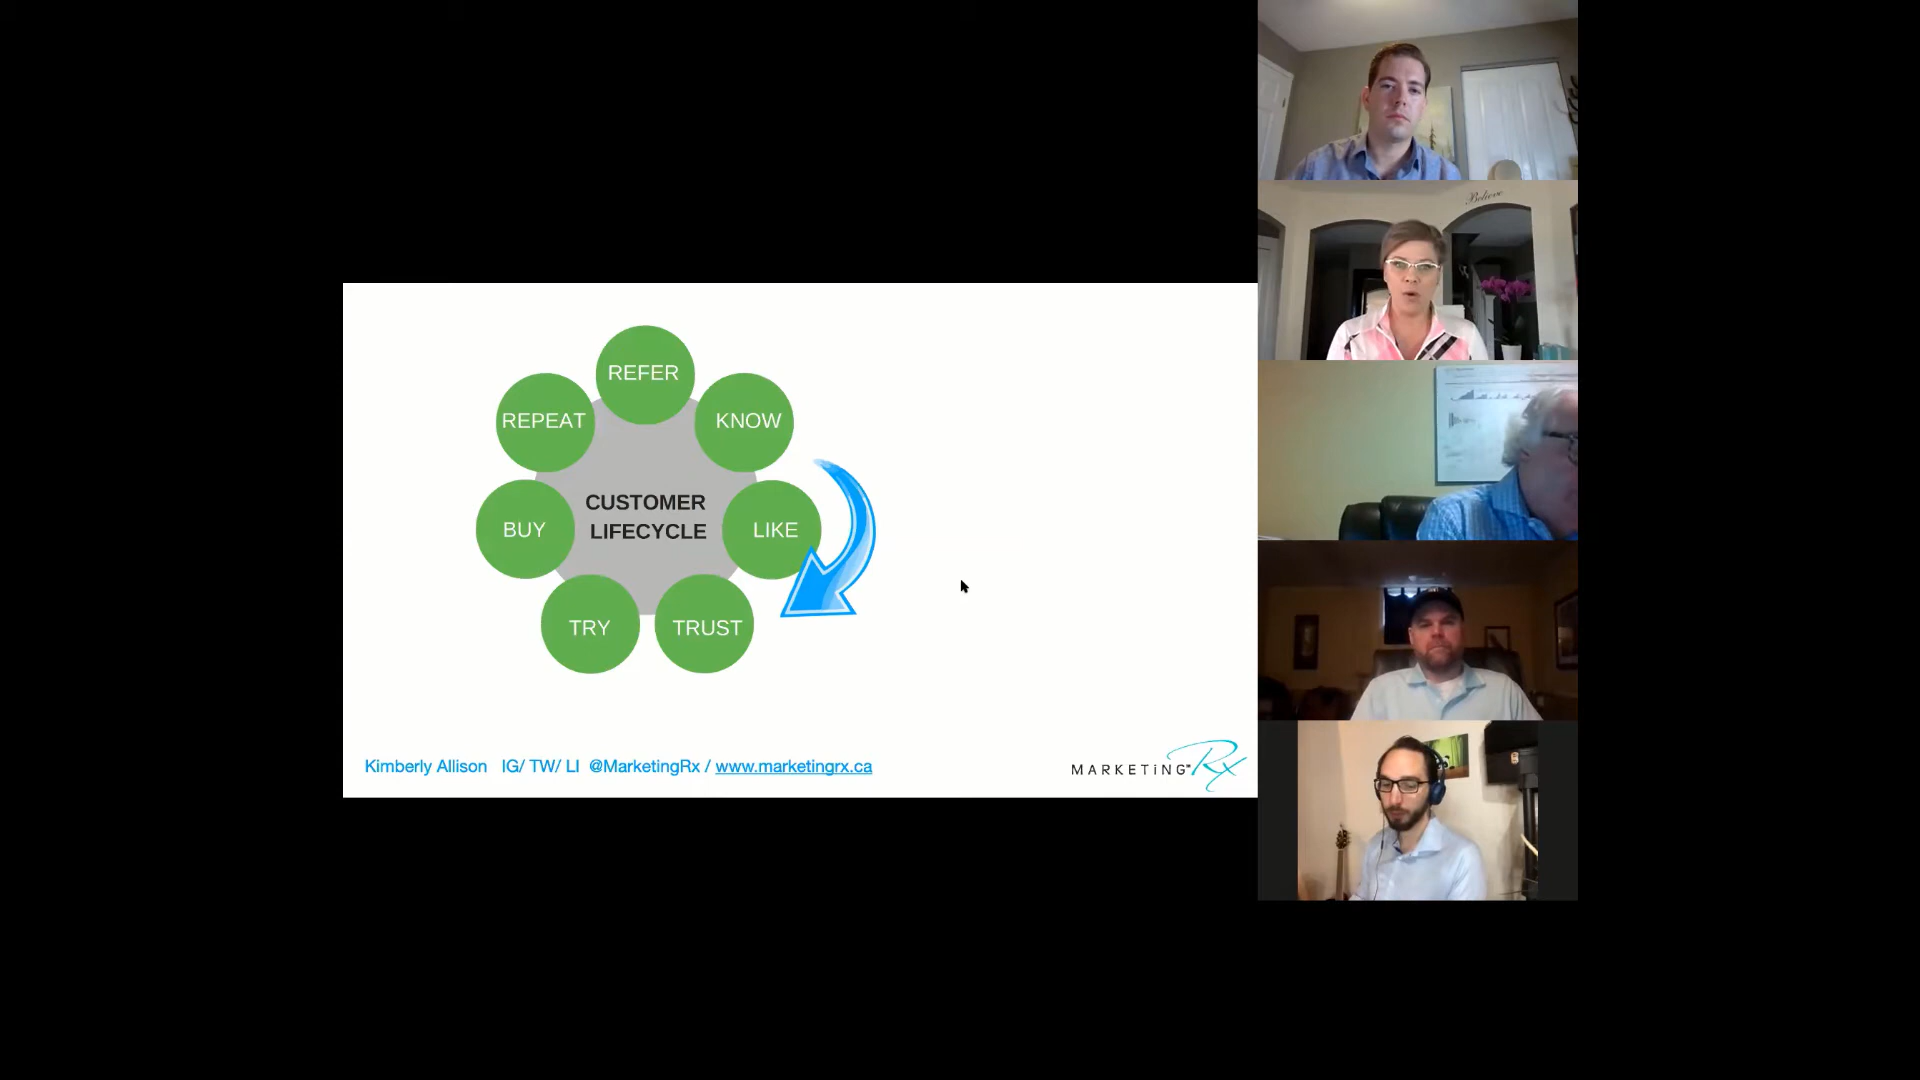 REFER
REPEAT
KNOW
CUSTOMER
LIFECYCLE
BUY
LIKE
TRY
TRUST
Kimberly Allison IG/ TW/ LI @MarketingRx / www.marketingrx.ca
MARKETiNG Rx
Believe